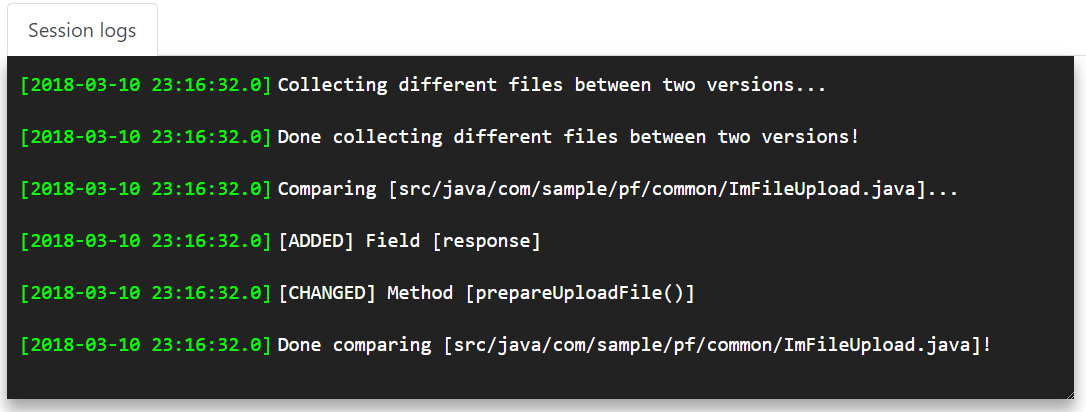 Session logs
[2018-03-10 23:16:32.0] Collecting different files between two versions...
[2018-03-10 23:16:32.0] Done collecting different files between two versions!
[2018-03-10 23:16:32.0] Comparing [src/java/com/sample/pf/common/ImFileUpload.java]...
[2018-03-10 23:16:32.0] [ADDED] Field [response]
[2018-03-10 23:16:32.0] [CHANGED] Method [prepareUploadFile()]
[2018-03-10 23:16:32.0] Done comparing [src/java/com/sample/pf/common/ImFileUpload.java]!